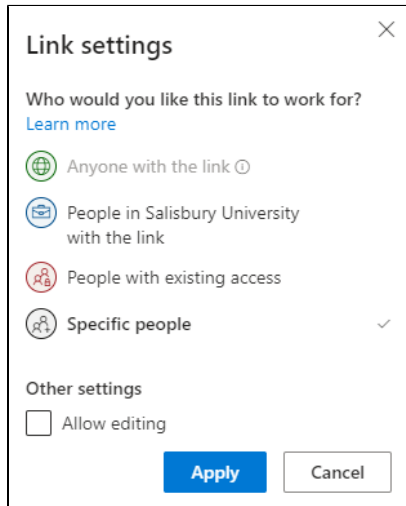 Link settings
Who would you like this link to work for?
Learn more
Anyone with the link
People in Salisbury University
with the link
People with existing access
Specific people
Other settings
Allow editing
Apply
Cancel